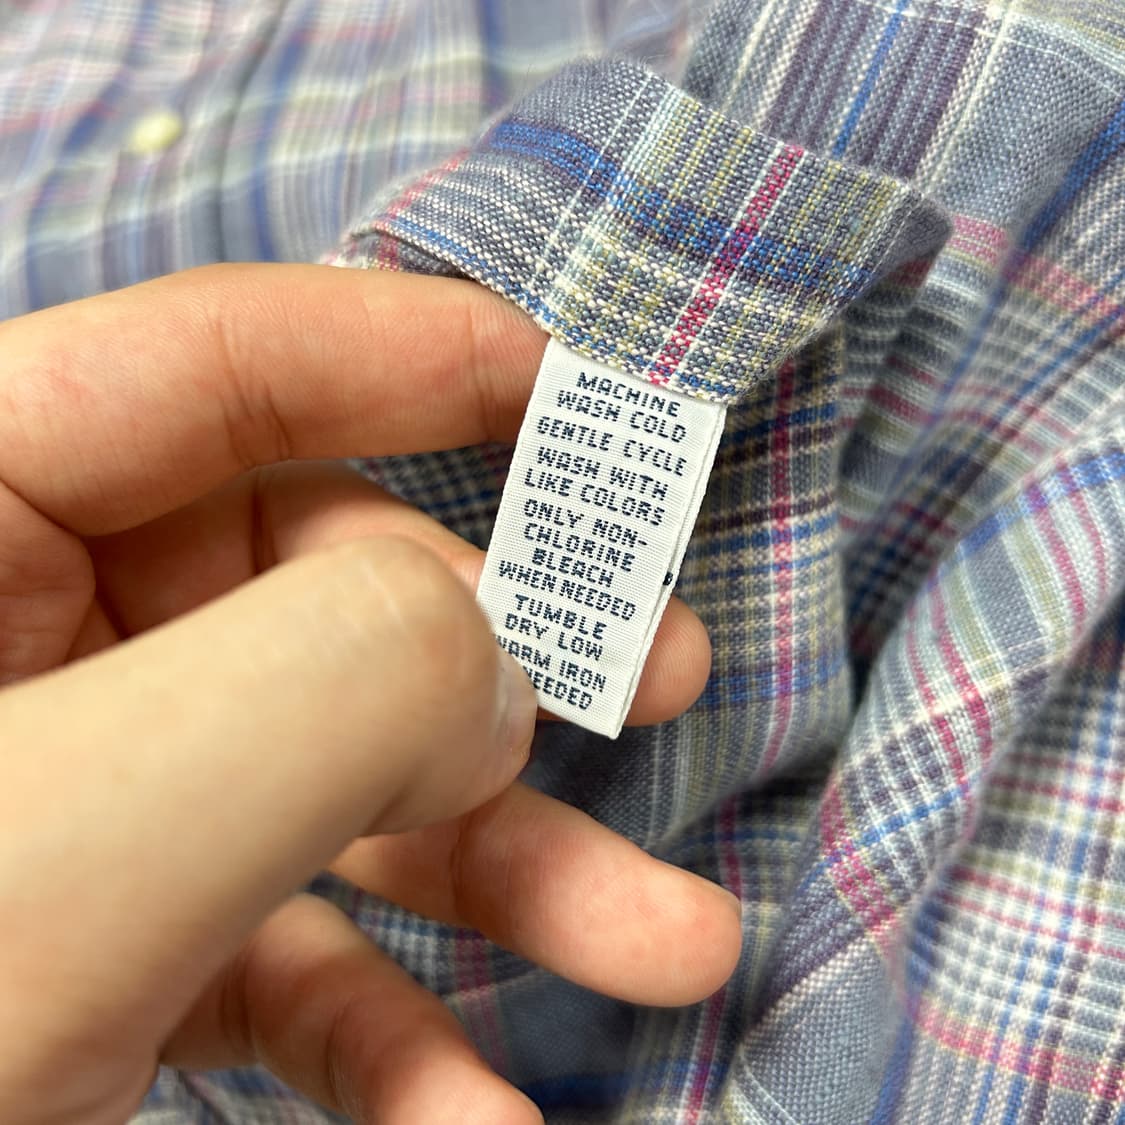 MACHINE
WASH COLD
GENTLE CYCLE
WASH WITH
LIKE COLORS
ONLY NON-
CHLORINE
BLEACH
WHEN NEEDED
TUMBLE
DRY LOW
WARM IRON
NEEDED